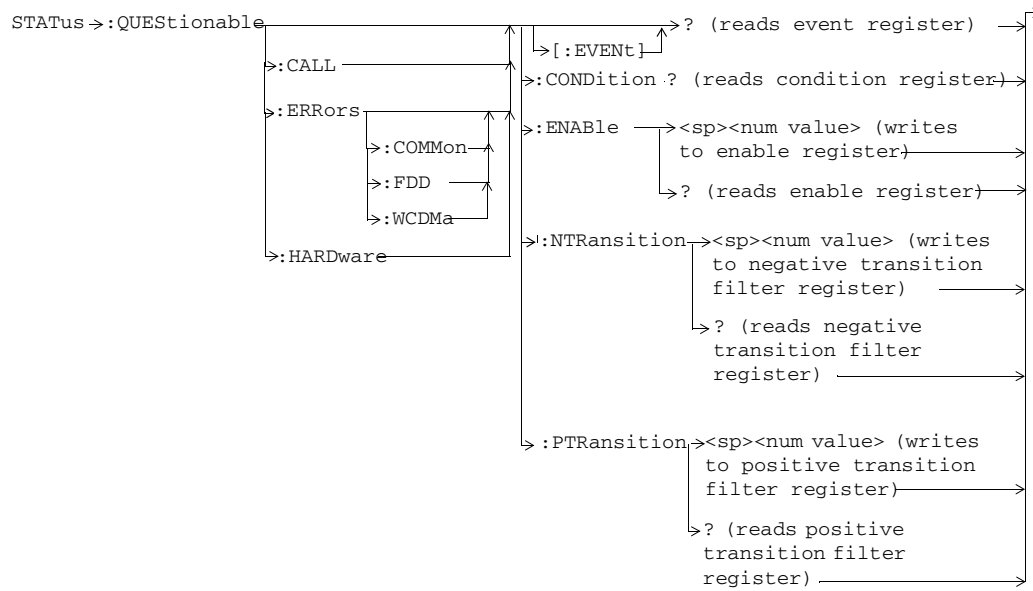 STATus :QUEStionable ? (reads event register)
[:EVENt]
:CALL
:CONDition ? (reads condition register)
:ERRors
:ENABle <sp><num value> (writes
to enable register)
:COMMon
:FDD
? (reads enable register)
:WCDMa
:NTRansition <sp><num value> (writes
:HARDware
to negative transition
filter register)
? (reads negative
transition filter
register)
:PTRansition <sp><num value> (writes
to positive transition
filter register)
? (reads positive
transition filter
register)